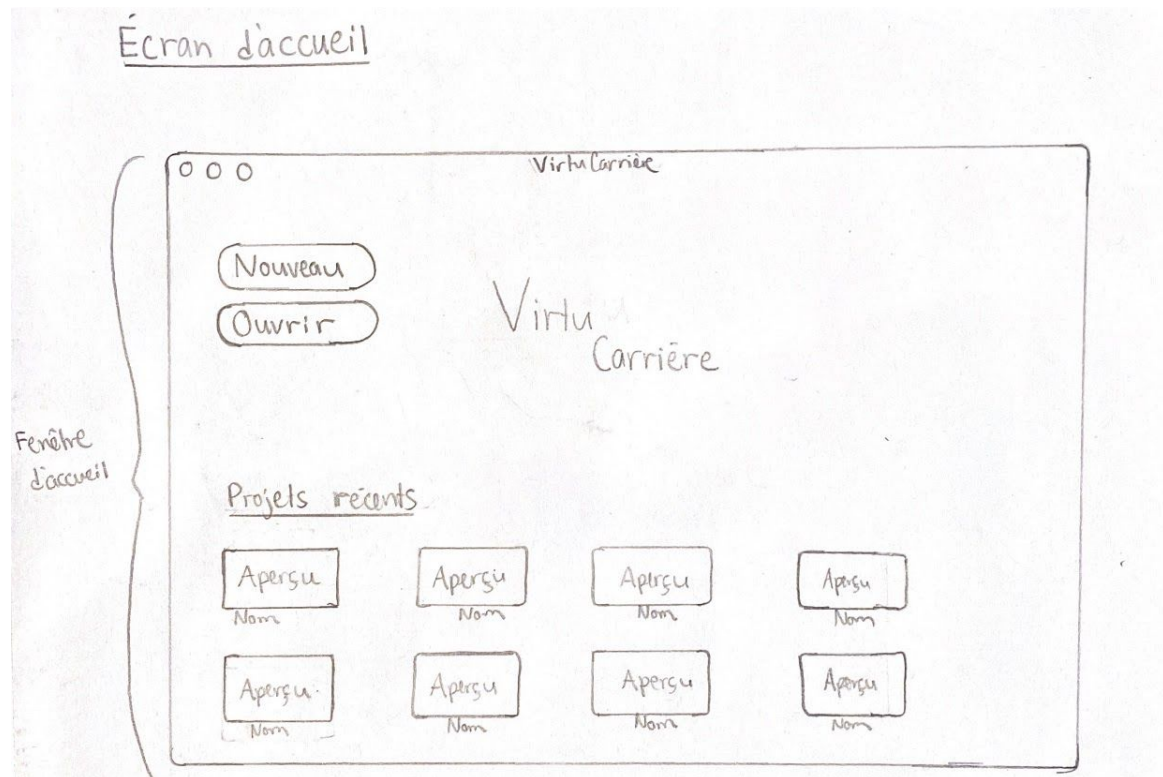 Écran d'accueil
VirtuCarrière
Nouveau
Ouvrir
Virtu
Carrière
Fenêtre
d'accueil
Projets récents
Aperçu Aperçu Aperçu Aperçu
Nom Nom Nom Nom
Aperçu Aperçu Aperçu Aperçu
Nom Nom Nom Nom